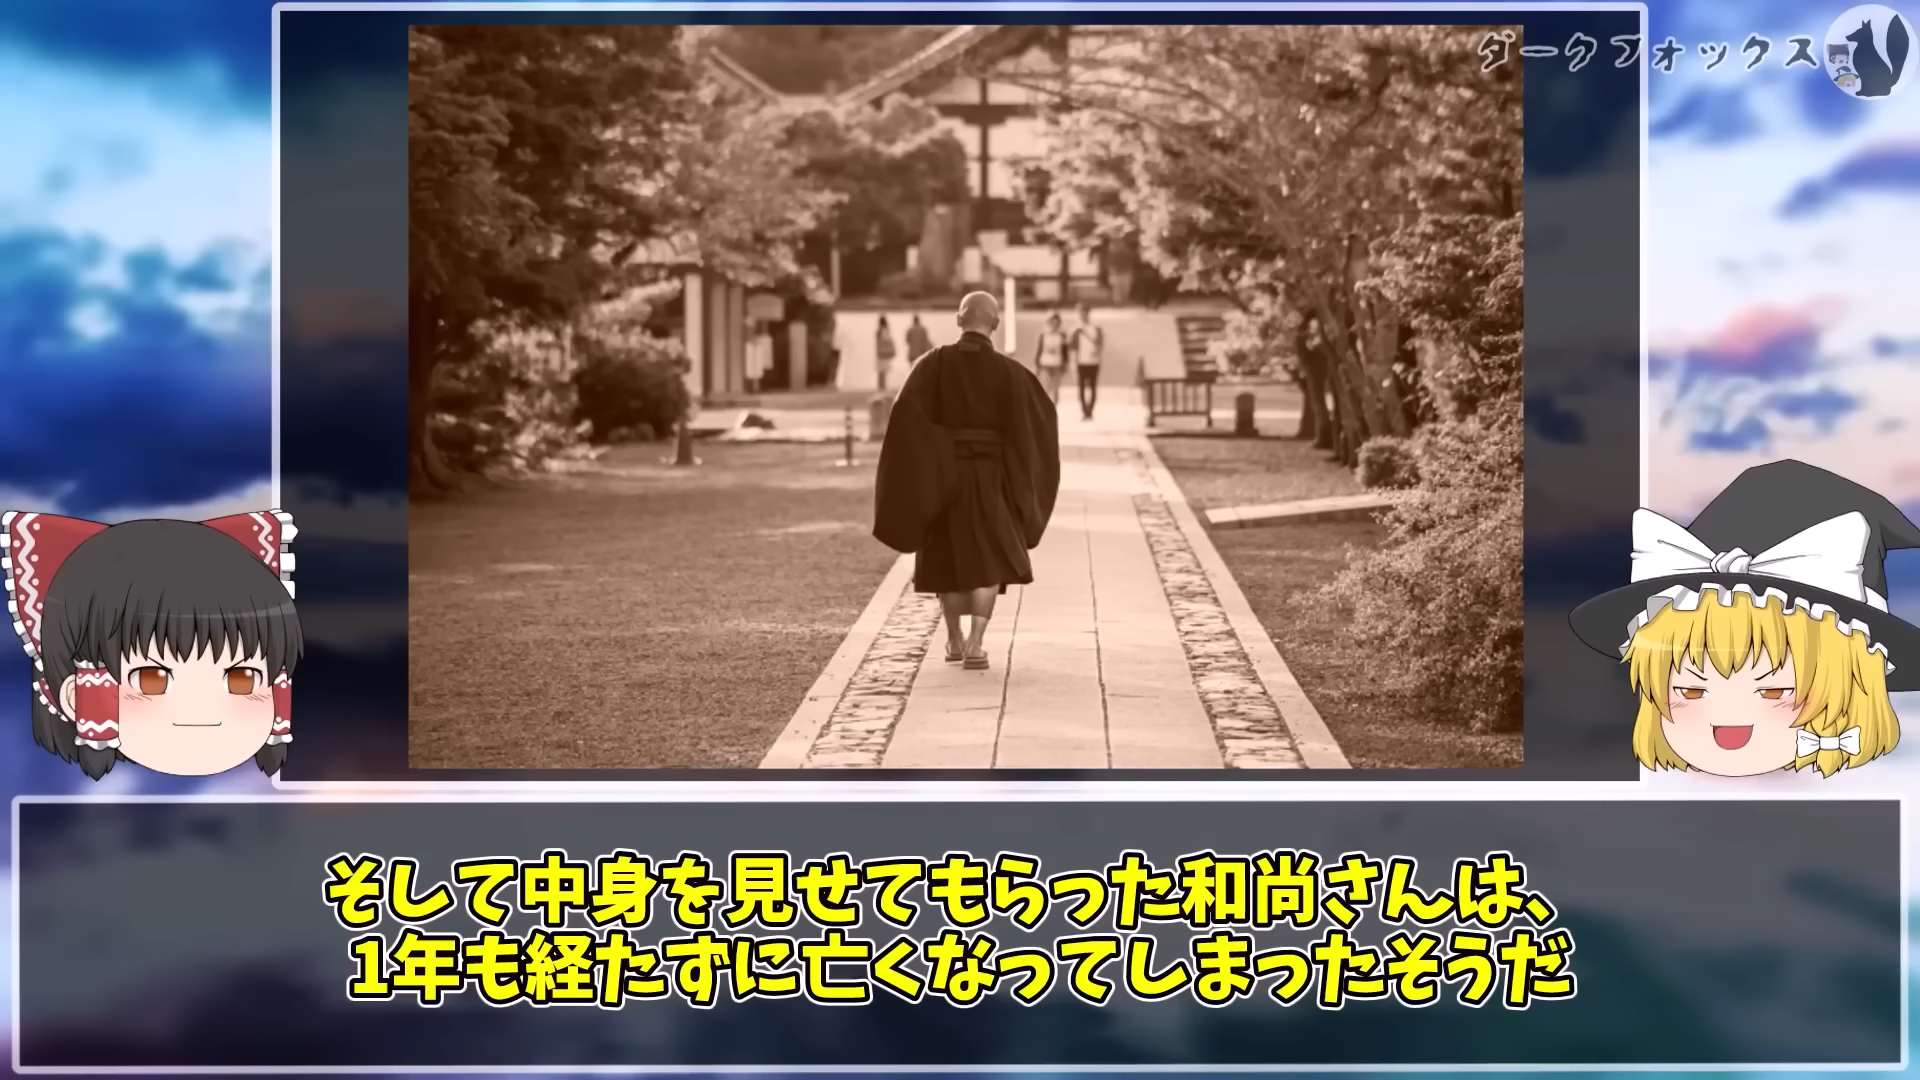 ダークフォックス
そして中身を見せてもらった和尚さんは、
1年も経たずに亡くなってしまったそうだ